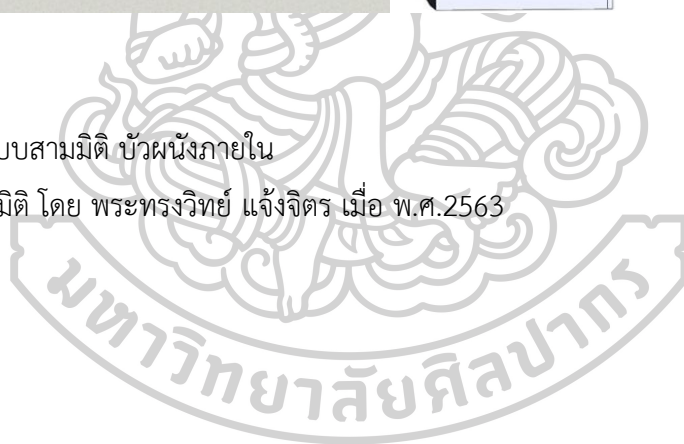 บบสามมิติ บัวผนังภายใน
มิติ โดย พระทรงวิทย์ แจ้งจิตร เมื่อ พ.ศ.2563
มหาวิทยาลัยศิลปากร